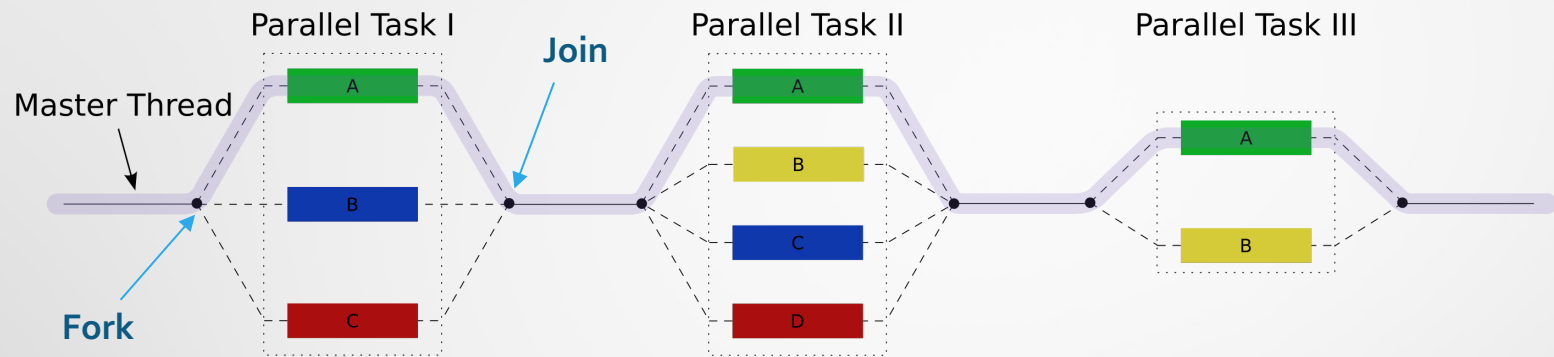 Parallel Task I
Parallel Task II
Parallel Task III
Join
Master Thread
Fork
A
B
C
A
B
C
D
A
B